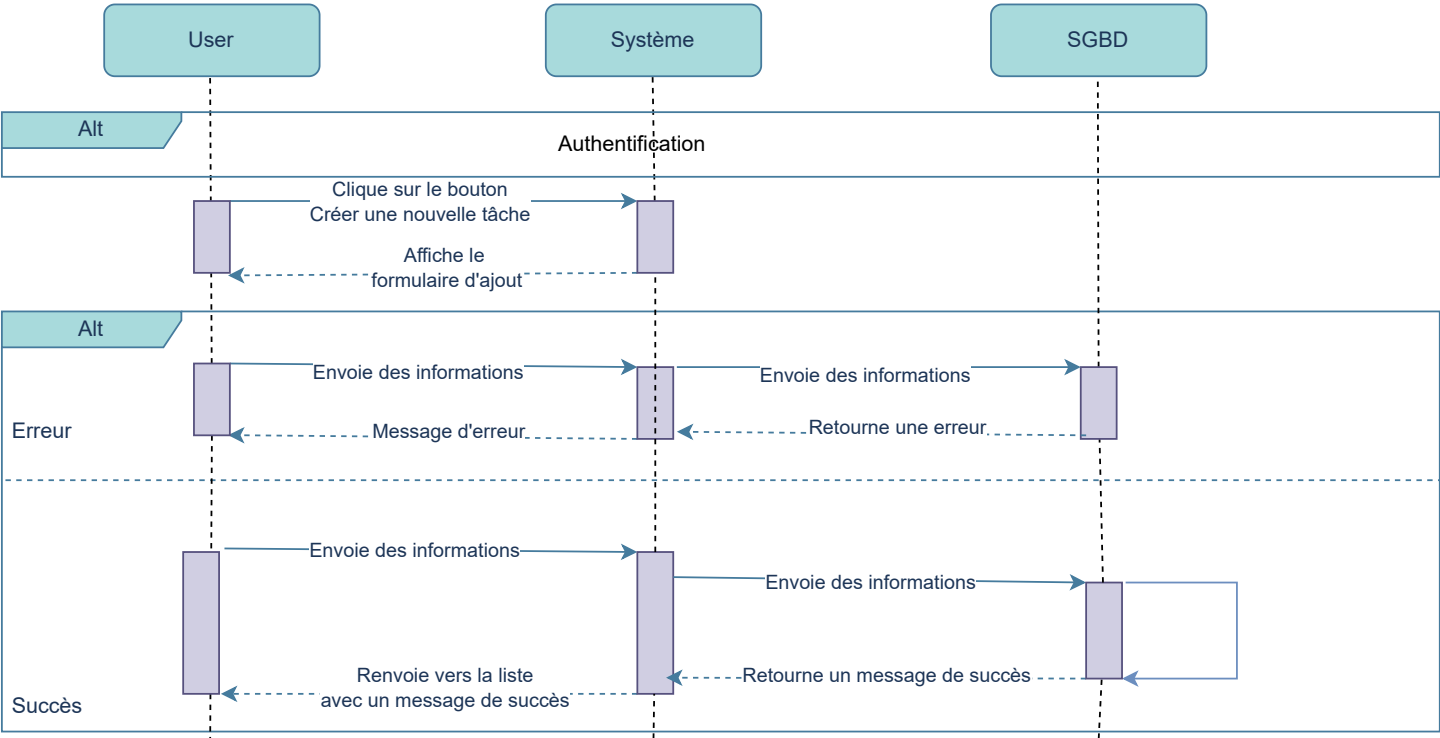 User
Système
SGBD
Alt
Authentification
Clique sur le bouton
Créer une nouvelle tâche
Affiche le
formulaire d'ajout
Alt
Envoie des informations
Envoie des informations
Erreur
Message d'erreur
Retourne une erreur
Envoie des informations
Envoie des informations
Renvoie vers la liste
avec un message de succès
Retourne un message de succès
Succès